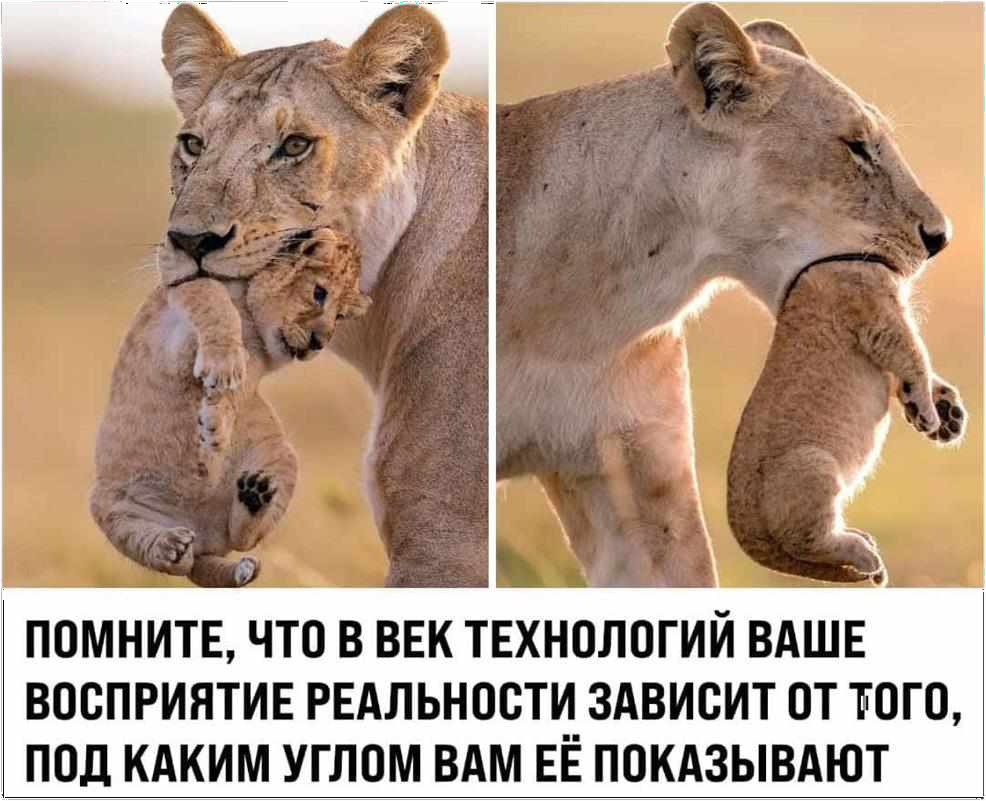 ПОМНИТЕ, ЧТО В ВЕК ТЕХНОЛОГИЙ ВАШЕ
ВОСПРИЯТИЕ РЕАЛЬНОСТИ ЗАВИСИТ ОТ ТОГО,
ПОД КАКИМ УГЛОМ ВАМ ЕЁ ПОКАЗЫВАЮТ